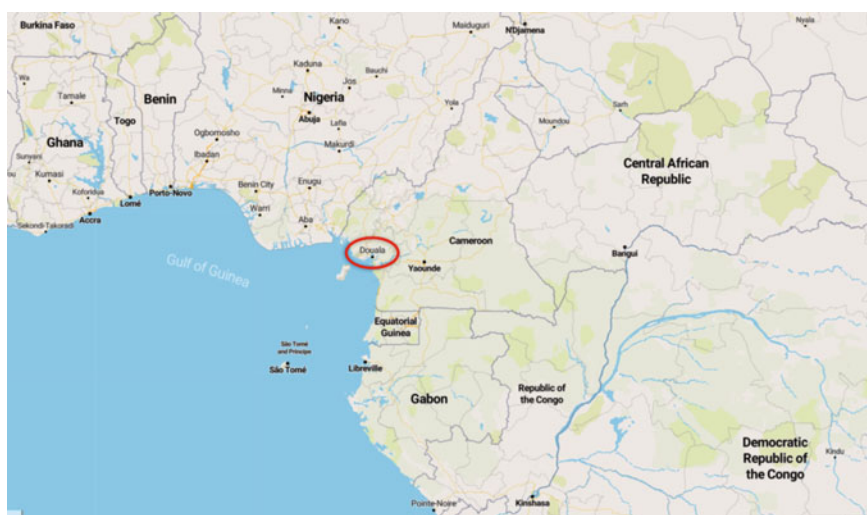 Burkina Faso
Kano
Maiduguri
N'Djamena
Nyala
Wa
Kaduna
Bauchi
Tamale
Benin
Minna
Jos
Nigeria
Yola
Sarh
Togo
Abuja
Lafia
Moundou
Ghana
Ogbomosho
Makurdi
Ibadan
Sunyani
Central African
Republic
Kumasi
Koforidua
Porto-Novo
Benin City
Enugu
Lomé
Accra
Warri
Aba
Sekondi-Takoradi
Cameroon
Douala
Bangui
Yaounde
Gulf of Guinea
Equatorial
Guinea
São Tomé
and Principe
São Tomé
Libreville
Republic of
the Congo
Gabon
Democratic
Republic of
the Congo
Kindu
Pointe-Noire
Kinshasa